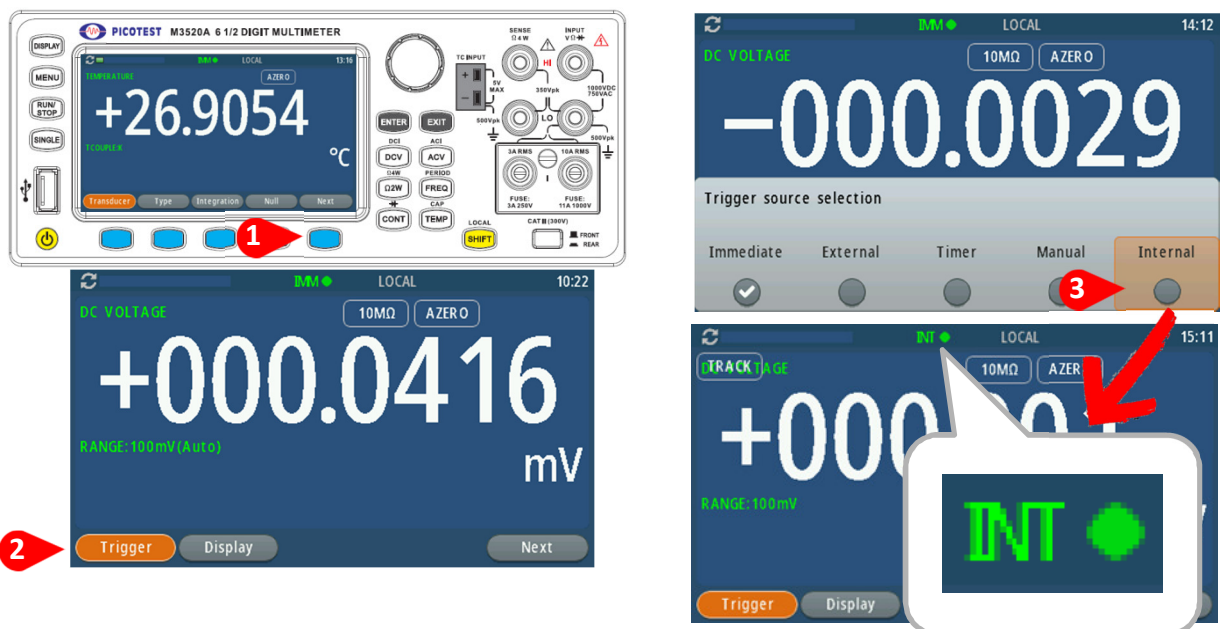 PICOTEST M3520A 6 1/2 DIGIT MULTIMETER
DISPLAY
MENU
RUN/
STOP
SINGLE
LOCAL
13:16
TEMPERATURE
AZERO
+26.9054
TCOUPLE:K
°C
Transducer
Type
Integration
Null
Next
1
ENTER
EXIT
DCI
ACI
DCV
ACV
Ω4W
PERIOD
Ω2W
FREQ
CAP
CONT
TEMP
LOCAL
SHIFT
TC INPUT
+
−
SENSE
Ω 4 W
INPUT
V Ω
HI
5V
MAX
350Vpk
1000VDC
750VAC
LO
500Vpk
500Vpk
3A RMS
10A RMS
I
FUSE:
3A 250V
FUSE:
11A 1000V
CAT II (300V)
FRONT
REAR
IMM
LOCAL
10:22
DC VOLTAGE
10MΩ
AZERO
+000.0416
RANGE:100mV(Auto)
mV
2
Trigger
Display
Next
IMM
LOCAL
14:12
DC VOLTAGE
10MΩ
AZERO
−000.0029
Trigger source selection
Immediate
External
Timer
Manual
Internal
3
INT
LOCAL
15:11
TRACK
10MΩ
+000
RANGE:100mV
INT
Trigger
Display